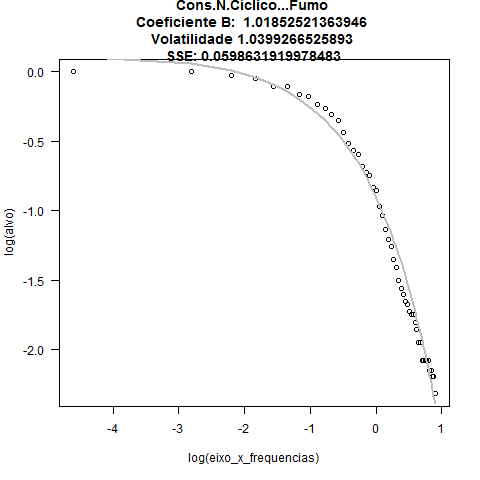 Cons.N.Ciclico...Fumo
Coeficiente B:  1.01852521363946
Volatilidade 1.0399266525893
SSE: 0.0598631919978483
0.0
-0.5
-1.0
-1.5
-2.0
log(alvo)
-4
-3
-2
-1
0
1
log(eixo_x_frequencias)